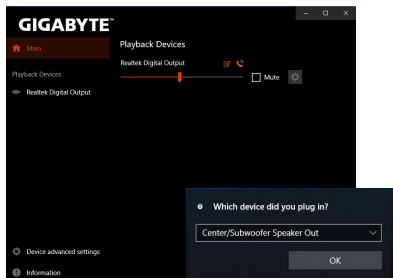 GIGABYTE™
Main
Playback Devices
Realtek Digital Output
Playback Devices
Realtek Digital Output
Mute
Which device did you plug in?
Center/Subwoofer Speaker Out
OK
Device advanced settings
Information